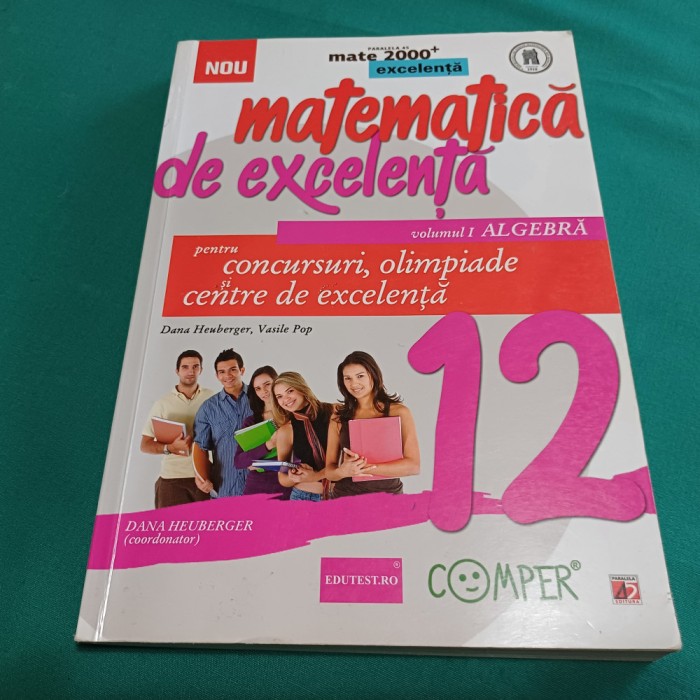 NOU
PARALELA 45
mate 2000+
excelență
matematică
de excelență
volumul I ALGEBRĂ
pentru
concursuri, olimpiade
și
centre de excelență
Dana Heuberger, Vasile Pop
12
DANA HEUBERGER
(coordonator)
EDUTEST.RO
®
COMPER®
PARALELA
45
EDITURA